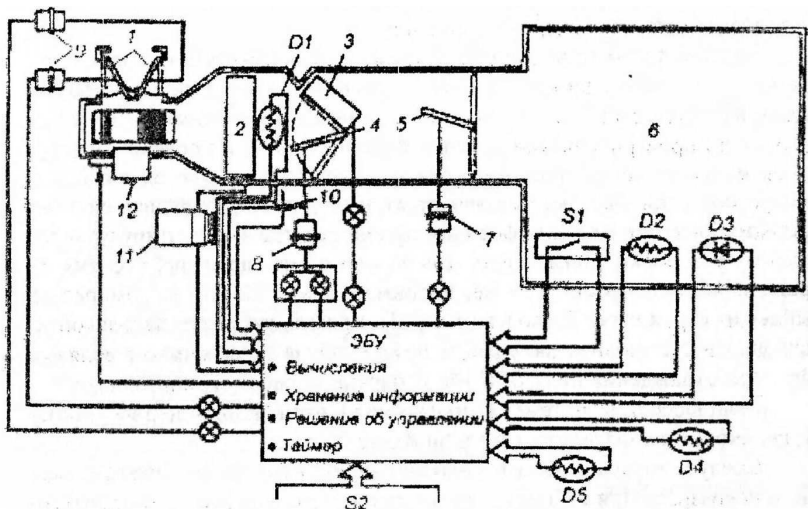 9
1
D1
3
2
4
5
6
12
11
10
8
S1
D2
D3
ЭБУ
Вычисления
Хранение информации
Решение об управлении
Таймер
D4
D5
S2